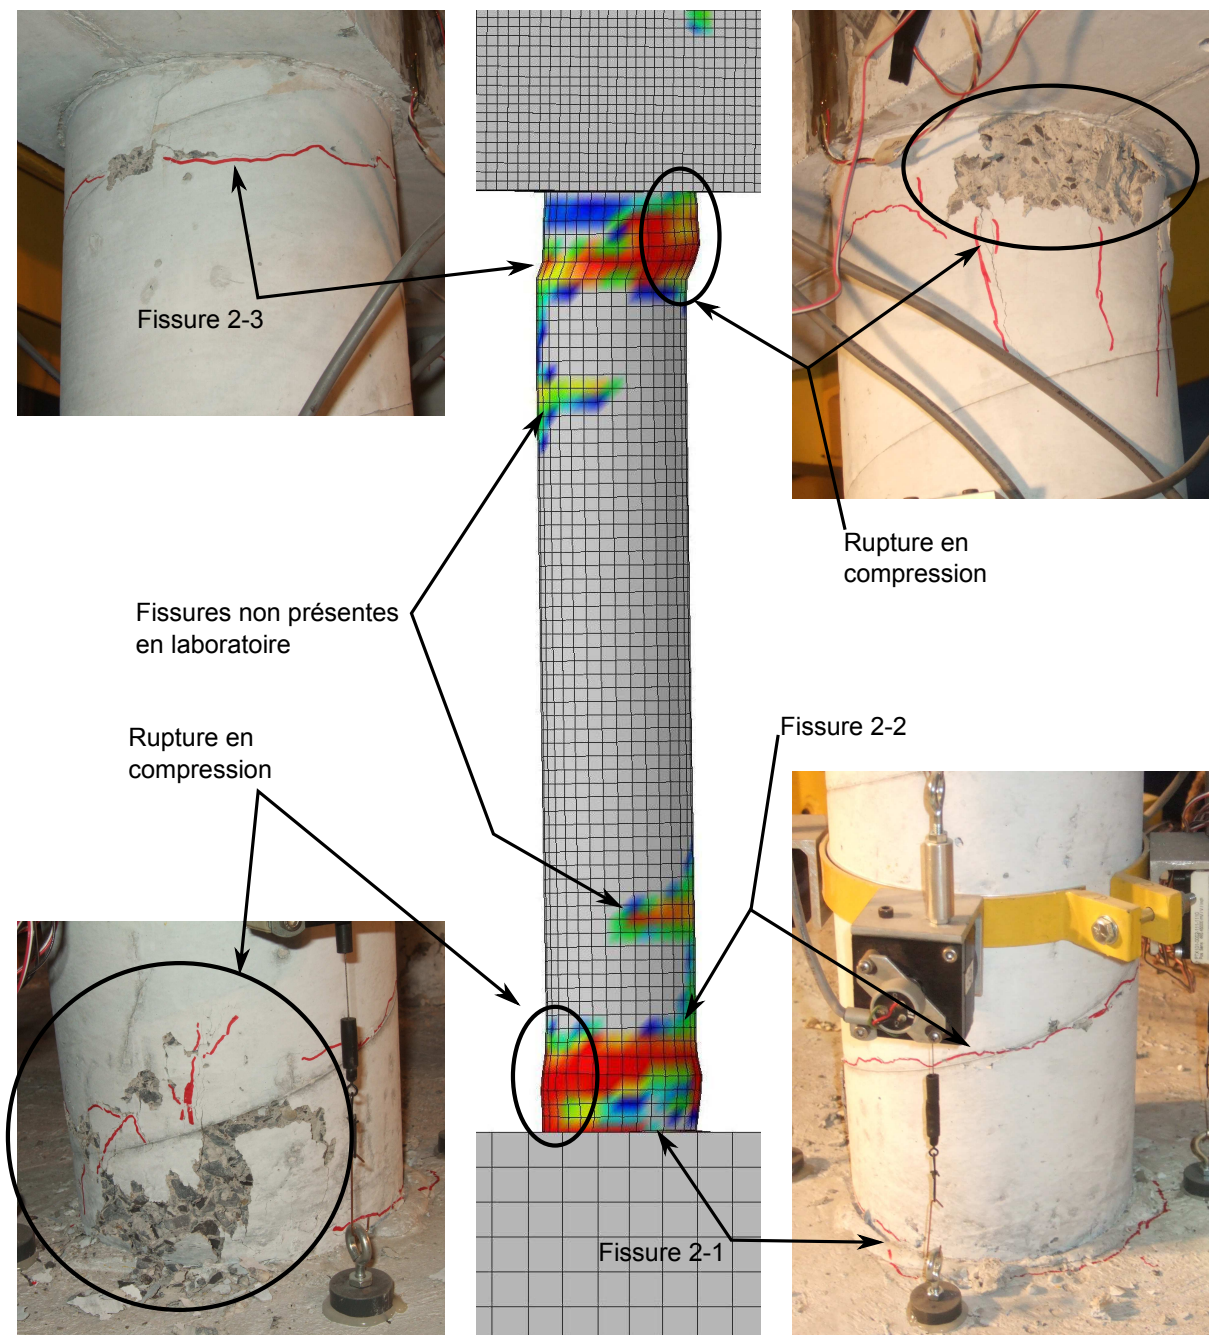 Fissure 2-3
Rupture en
compression
Fissures non présentes
en laboratoire
Rupture en
compression
Fissure 2-2
Fissure 2-1